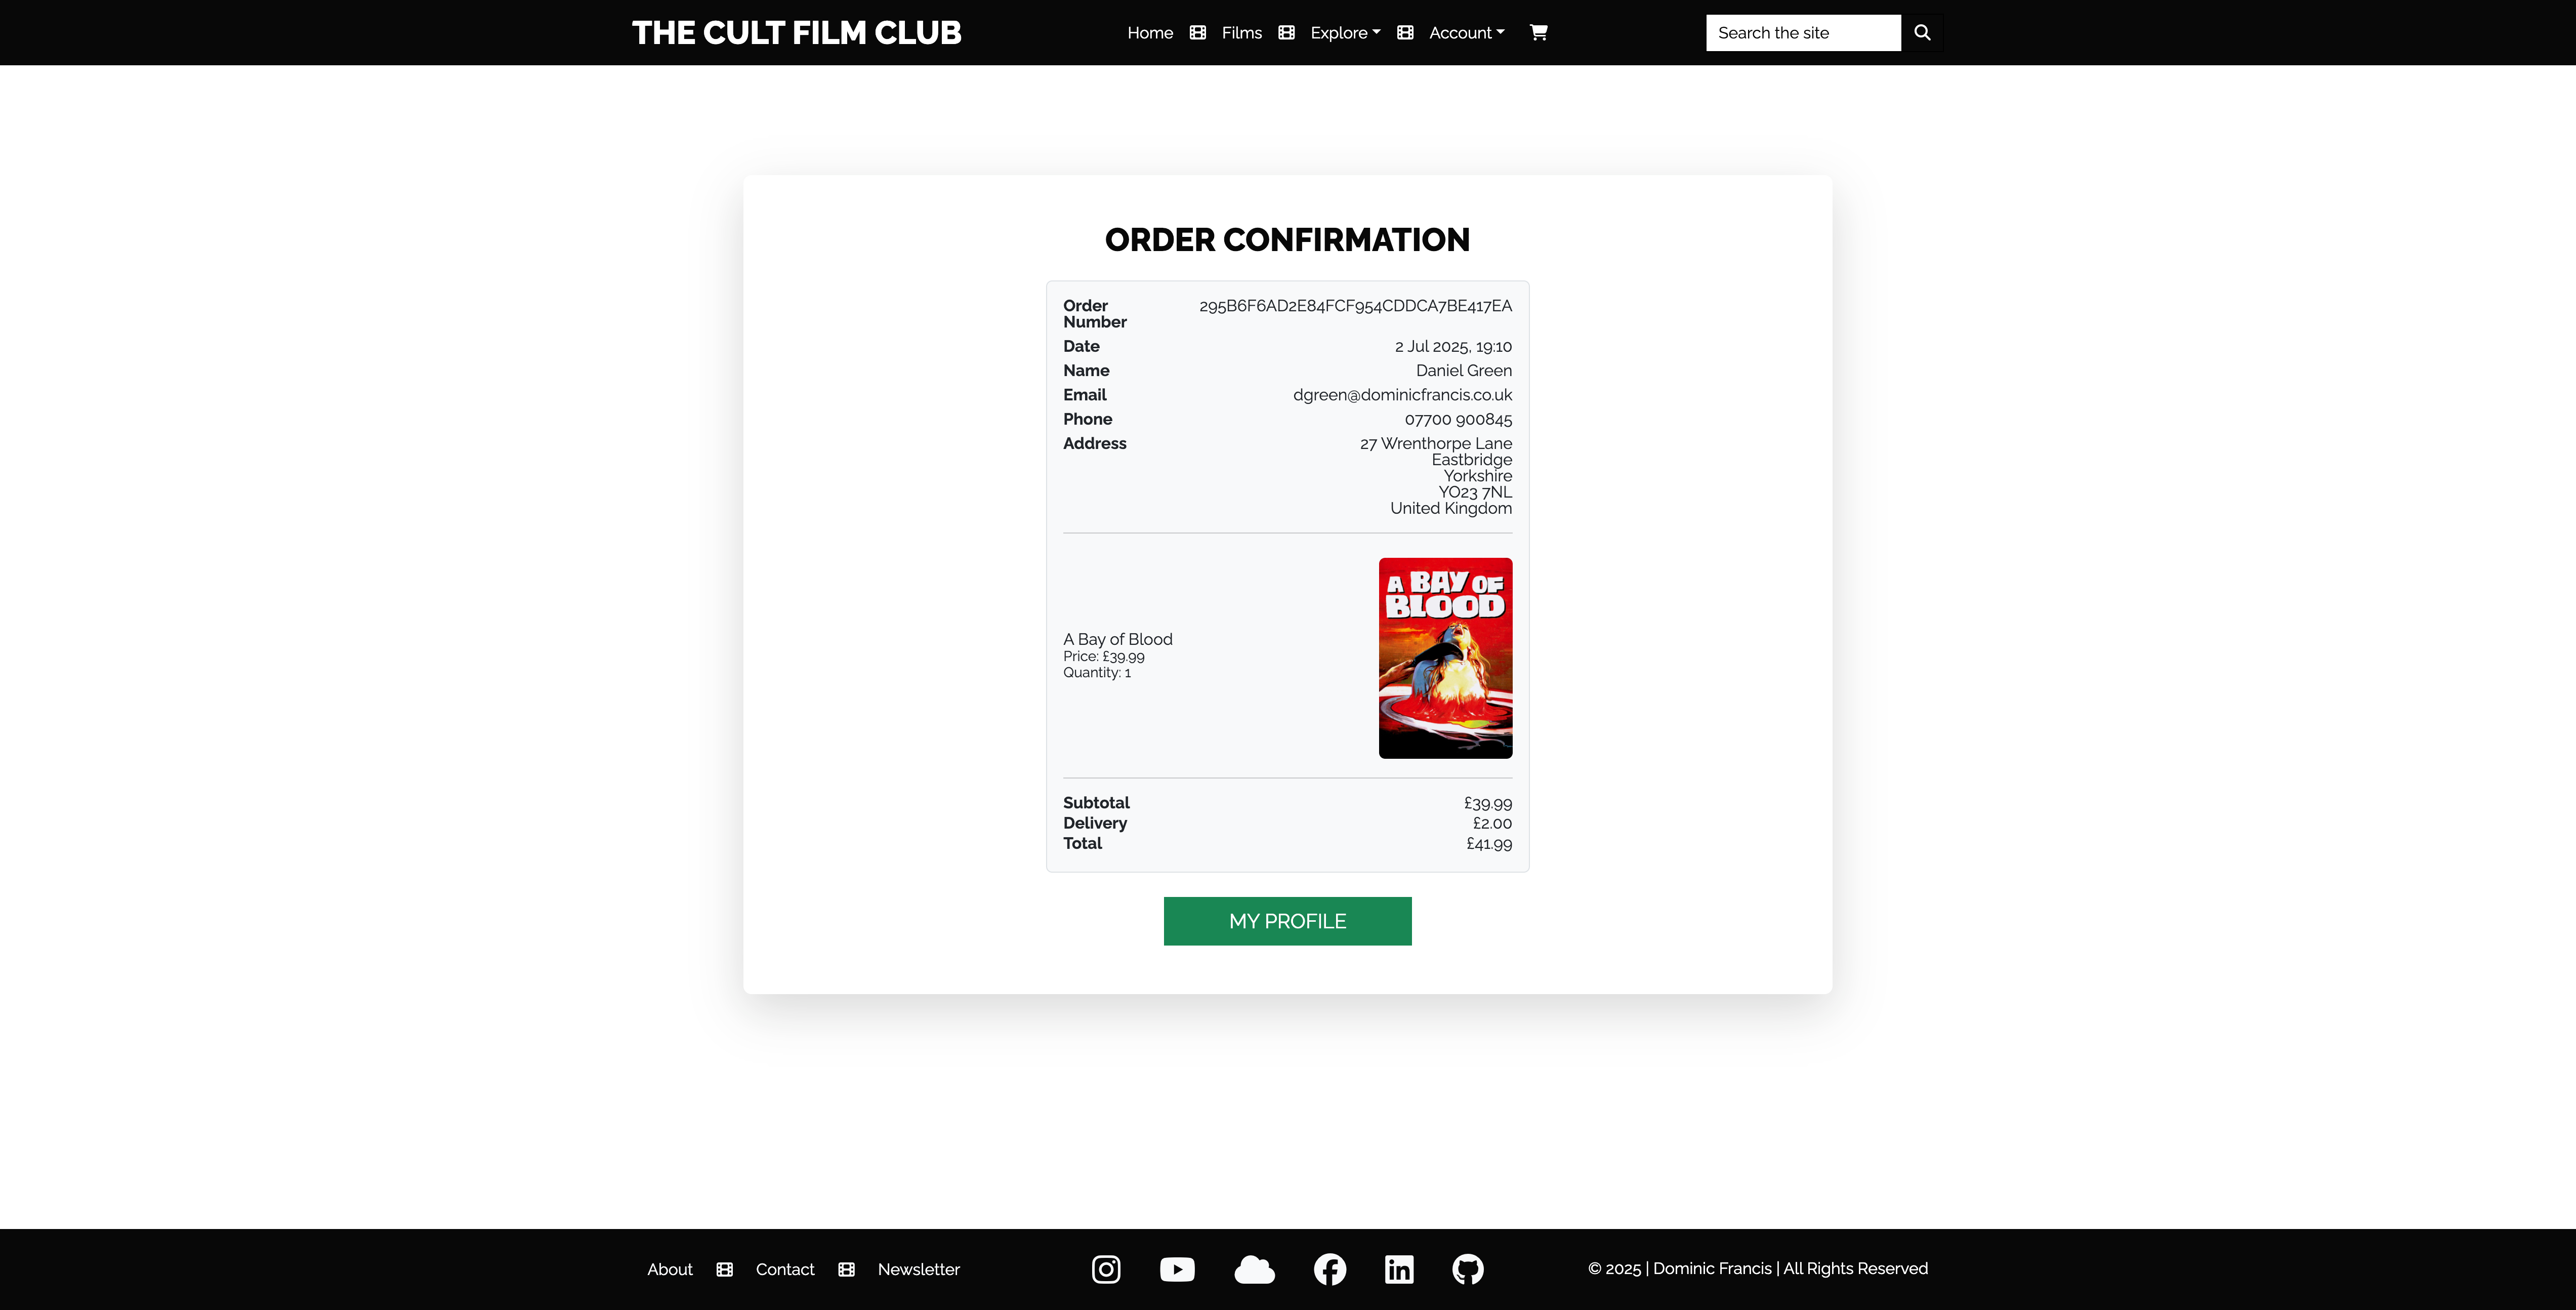 THE CULT FILM CLUB
Home Films Explore Account
Search the site
ORDER CONFIRMATION
Order Number 295B6F6AD2E84FCF954CDDCA7BE417EA
Date 2 Jul 2025, 19:10
Name Daniel Green
Email dgreen@dominicfrancis.co.uk
Phone 07700 900845
Address 27 Wrenthorpe Lane
Eastbridge
Yorkshire
YO23 7NL
United Kingdom
A BAY OF
BLOOD
A Bay of Blood
Price: £39.99
Quantity: 1
Subtotal £39.99
Delivery £2.00
Total £41.99
MY PROFILE
About Contact Newsletter
© 2025 | Dominic Francis | All Rights Reserved